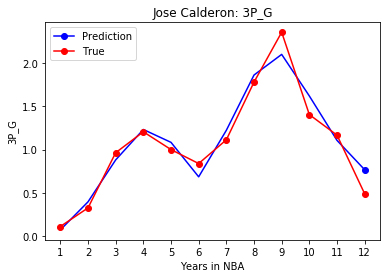 Jose Calderon: 3P_G
Prediction
True
3P_G
2.0
1.5
1.0
0.5
0.0
1 2 3 4 5 6 7 8 9 10 11 12
Years in NBA